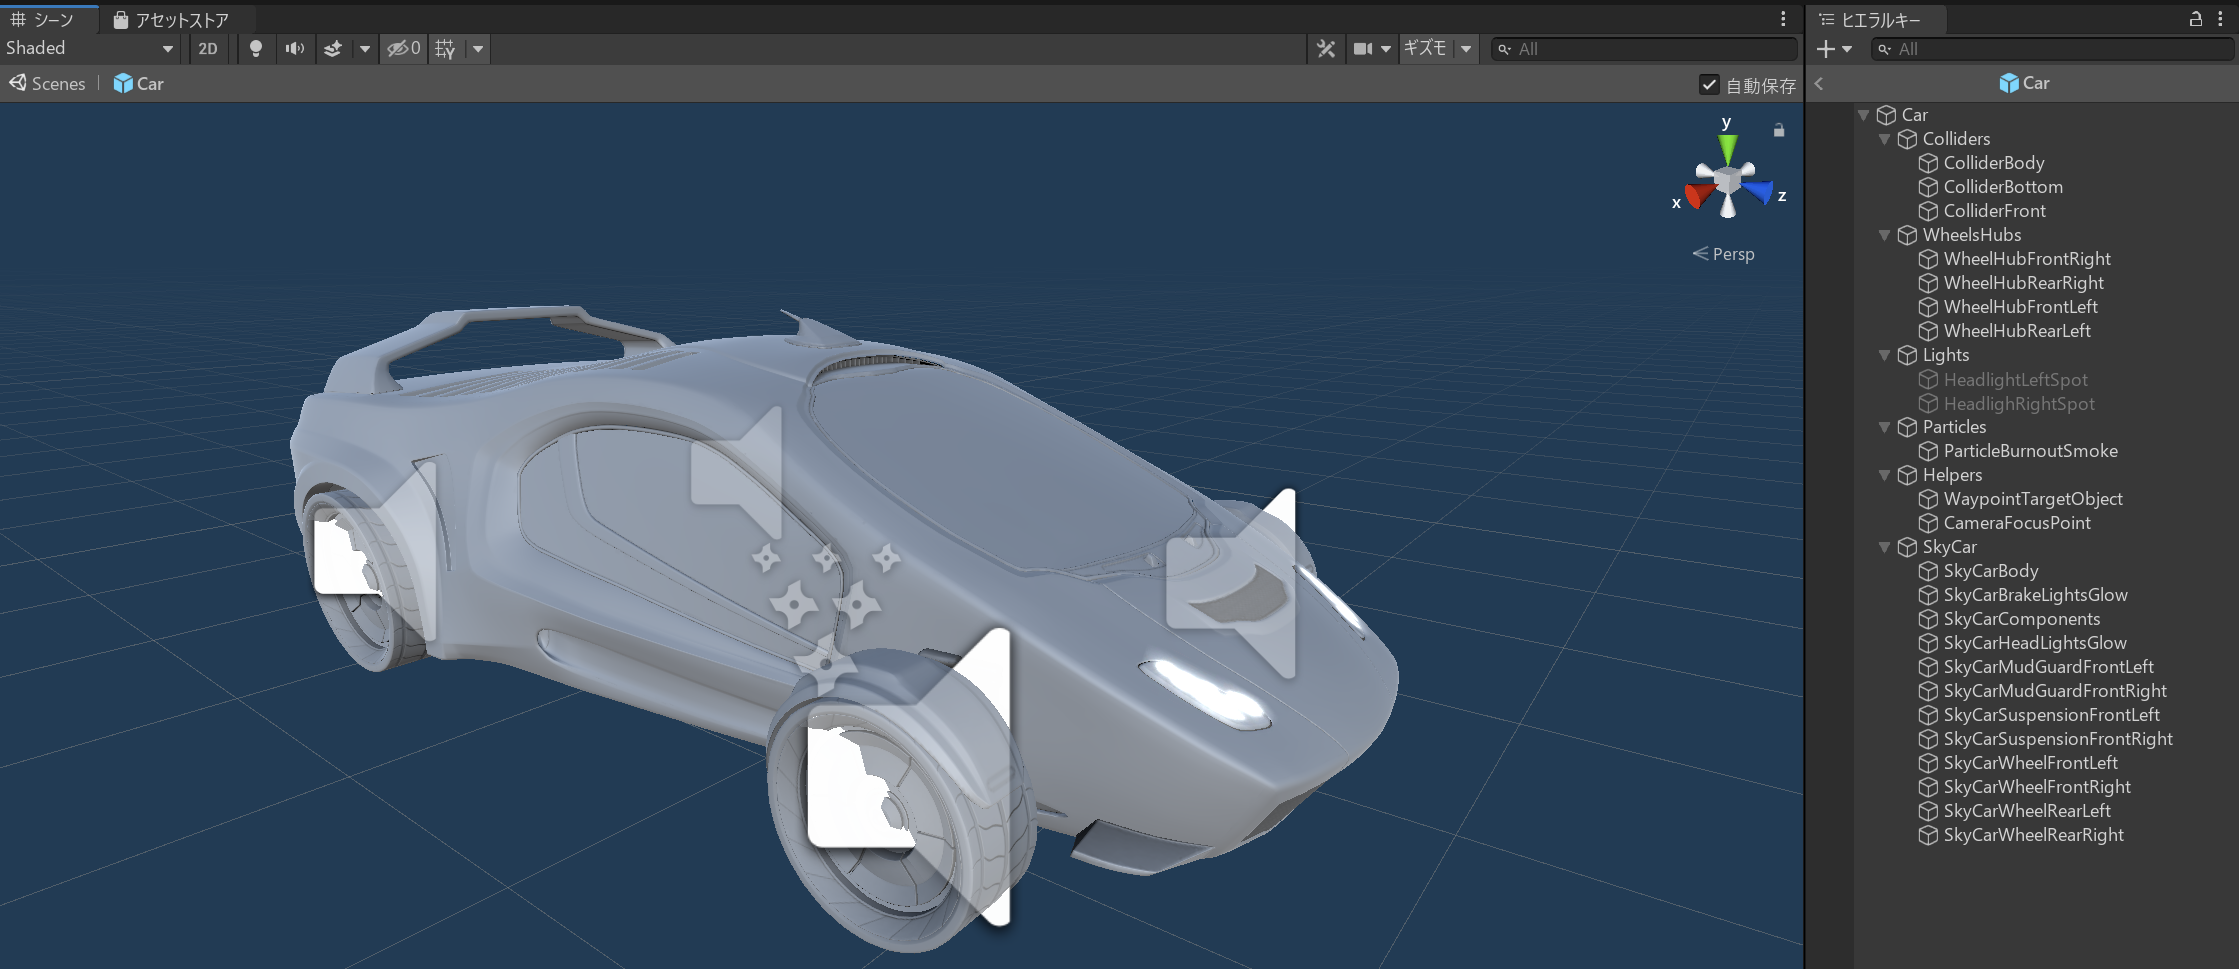 シーン アセットストア
Shaded 2D 0 ギズモ All
Scenes Car 自動保存
y
x z
Persp
ヒエラルキー
All
Car
Car
Colliders
ColliderBody
ColliderBottom
ColliderFront
WheelsHubs
WheelHubFrontRight
WheelHubRearRight
WheelHubFrontLeft
WheelHubRearLeft
Lights
HeadlightLeftSpot
HeadlighRightSpot
Particles
ParticleBurnoutSmoke
Helpers
WaypointTargetObject
CameraFocusPoint
SkyCar
SkyCarBody
SkyCarBrakeLightsGlow
SkyCarComponents
SkyCarHeadLightsGlow
SkyCarMudGuardFrontLeft
SkyCarMudGuardFrontRight
SkyCarSuspensionFrontLeft
SkyCarSuspensionFrontRight
SkyCarWheelFrontLeft
SkyCarWheelFrontRight
SkyCarWheelRearLeft
SkyCarWheelRearRight